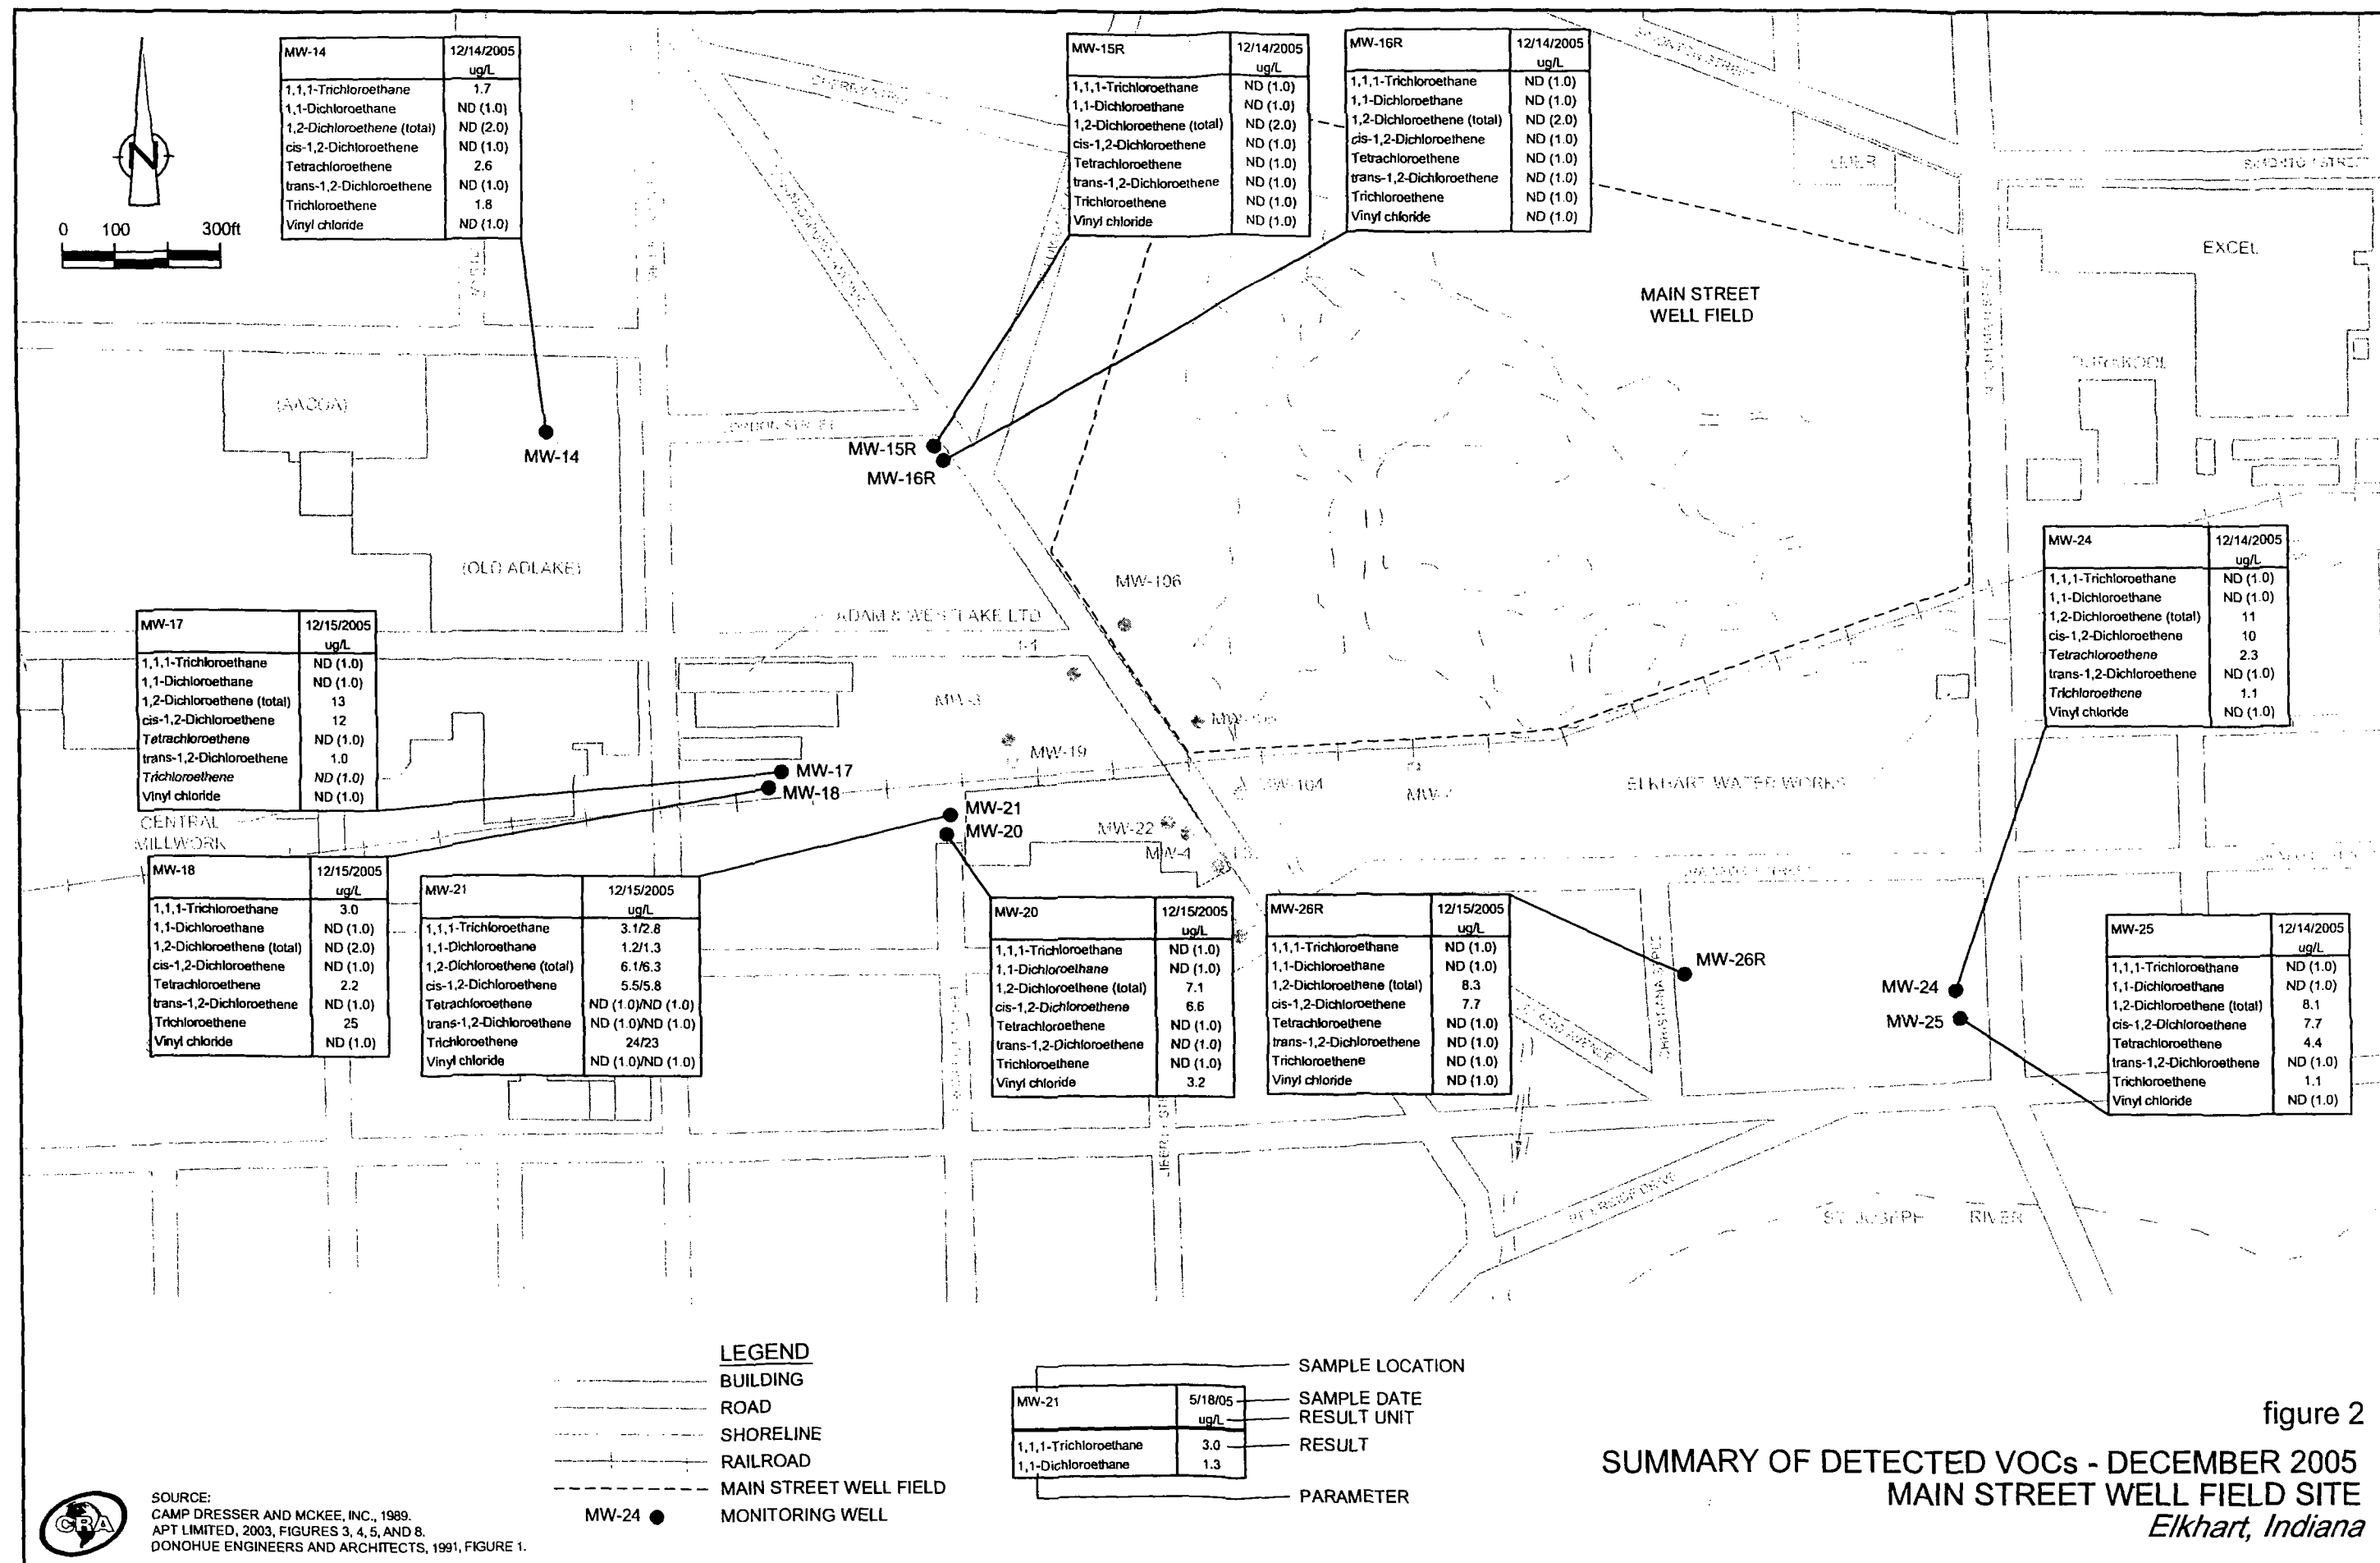 MW-14 12/14/2005
ug/L
1,1,1-Trichloroethane 1.7
1,1-Dichloroethane ND (1.0)
1,2-Dichloroethene (total) ND (2.0)
cis-1,2-Dichloroethene ND (1.0)
Tetrachloroethene 2.6
trans-1,2-Dichloroethene ND (1.0)
Trichloroethene 1.8
Vinyl chloride ND (1.0)
MW-15R 12/14/2005
ug/L
1,1,1-Trichloroethane ND (1.0)
1,1-Dichloroethane ND (1.0)
1,2-Dichloroethene (total) ND (2.0)
cis-1,2-Dichloroethene ND (1.0)
Tetrachloroethene ND (1.0)
trans-1,2-Dichloroethene ND (1.0)
Trichloroethene ND (1.0)
Vinyl chloride ND (1.0)
MW-16R 12/14/2005
ug/L
1,1,1-Trichloroethane ND (1.0)
1,1-Dichloroethane ND (1.0)
1,2-Dichloroethene (total) ND (2.0)
cis-1,2-Dichloroethene ND (1.0)
Tetrachloroethene ND (1.0)
trans-1,2-Dichloroethene ND (1.0)
Trichloroethene ND (1.0)
Vinyl chloride ND (1.0)
N
0 100 300ft
EXCEL
MAIN STREET
WELL FIELD
(OLD ADLAKE)
MW-14
MW-15R
MW-16R
MW-106
ADAM & WESTLAKE LTD
MW-3
MW-19
MW-104
ELKHART WATER WORKS
MW-17
MW-18
MW-21
MW-20
MW-22
MW-4
CENTRAL
MILLWORK
MW-17 12/15/2005
ug/L
1,1,1-Trichloroethane ND (1.0)
1,1-Dichloroethane ND (1.0)
1,2-Dichloroethene (total) 13
cis-1,2-Dichloroethene 12
Tetrachloroethene ND (1.0)
trans-1,2-Dichloroethene 1.0
Trichloroethene ND (1.0)
Vinyl chloride ND (1.0)
MW-24 12/14/2005
ug/L
1,1,1-Trichloroethane ND (1.0)
1,1-Dichloroethane ND (1.0)
1,2-Dichloroethene (total) 11
cis-1,2-Dichloroethene 10
Tetrachloroethene 2.3
trans-1,2-Dichloroethene ND (1.0)
Trichloroethene 1.1
Vinyl chloride ND (1.0)
MW-18 12/15/2005
ug/L
1,1,1-Trichloroethane 3.0
1,1-Dichloroethane ND (1.0)
1,2-Dichloroethene (total) ND (2.0)
cis-1,2-Dichloroethene ND (1.0)
Tetrachloroethene 2.2
trans-1,2-Dichloroethene ND (1.0)
Trichloroethene 25
Vinyl chloride ND (1.0)
MW-21 12/15/2005
ug/L
1,1,1-Trichloroethane 3.1/2.8
1,1-Dichloroethane 1.2/1.3
1,2-Dichloroethene (total) 6.1/6.3
cis-1,2-Dichloroethene 5.5/5.8
Tetrachloroethene ND (1.0)/ND (1.0)
trans-1,2-Dichloroethene ND (1.0)/ND (1.0)
Trichloroethene 24/23
Vinyl chloride ND (1.0)/ND (1.0)
MW-20 12/15/2005
ug/L
1,1,1-Trichloroethane ND (1.0)
1,1-Dichloroethane ND (1.0)
1,2-Dichloroethene (total) 7.1
cis-1,2-Dichloroethene 6.6
Tetrachloroethene ND (1.0)
trans-1,2-Dichloroethene ND (1.0)
Trichloroethene ND (1.0)
Vinyl chloride 3.2
MW-26R 12/15/2005
ug/L
1,1,1-Trichloroethane ND (1.0)
1,1-Dichloroethane ND (1.0)
1,2-Dichloroethene (total) 8.3
cis-1,2-Dichloroethene 7.7
Tetrachloroethene ND (1.0)
trans-1,2-Dichloroethene ND (1.0)
Trichloroethene ND (1.0)
Vinyl chloride ND (1.0)
MW-26R
MW-24
MW-25
MW-25 12/14/2005
ug/L
1,1,1-Trichloroethane ND (1.0)
1,1-Dichloroethane ND (1.0)
1,2-Dichloroethene (total) 8.1
cis-1,2-Dichloroethene 7.7
Tetrachloroethene 4.4
trans-1,2-Dichloroethene ND (1.0)
Trichloroethene 1.1
Vinyl chloride ND (1.0)
ST JOSEPH RIVER
LEGEND
BUILDING
ROAD
SHORELINE
RAILROAD
MAIN STREET WELL FIELD
MW-24 MONITORING WELL
SAMPLE LOCATION
MW-21 5/18/05 SAMPLE DATE
ug/L RESULT UNIT
1,1,1-Trichloroethane 3.0 RESULT
1,1-Dichloroethane 1.3
PARAMETER
figure 2
SUMMARY OF DETECTED VOCs - DECEMBER 2005
MAIN STREET WELL FIELD SITE
Elkhart, Indiana
CRA
SOURCE:
CAMP DRESSER AND MCKEE, INC., 1989.
APT LIMITED, 2003, FIGURES 3, 4, 5, AND 8.
DONOHUE ENGINEERS AND ARCHITECTS, 1991, FIGURE 1.